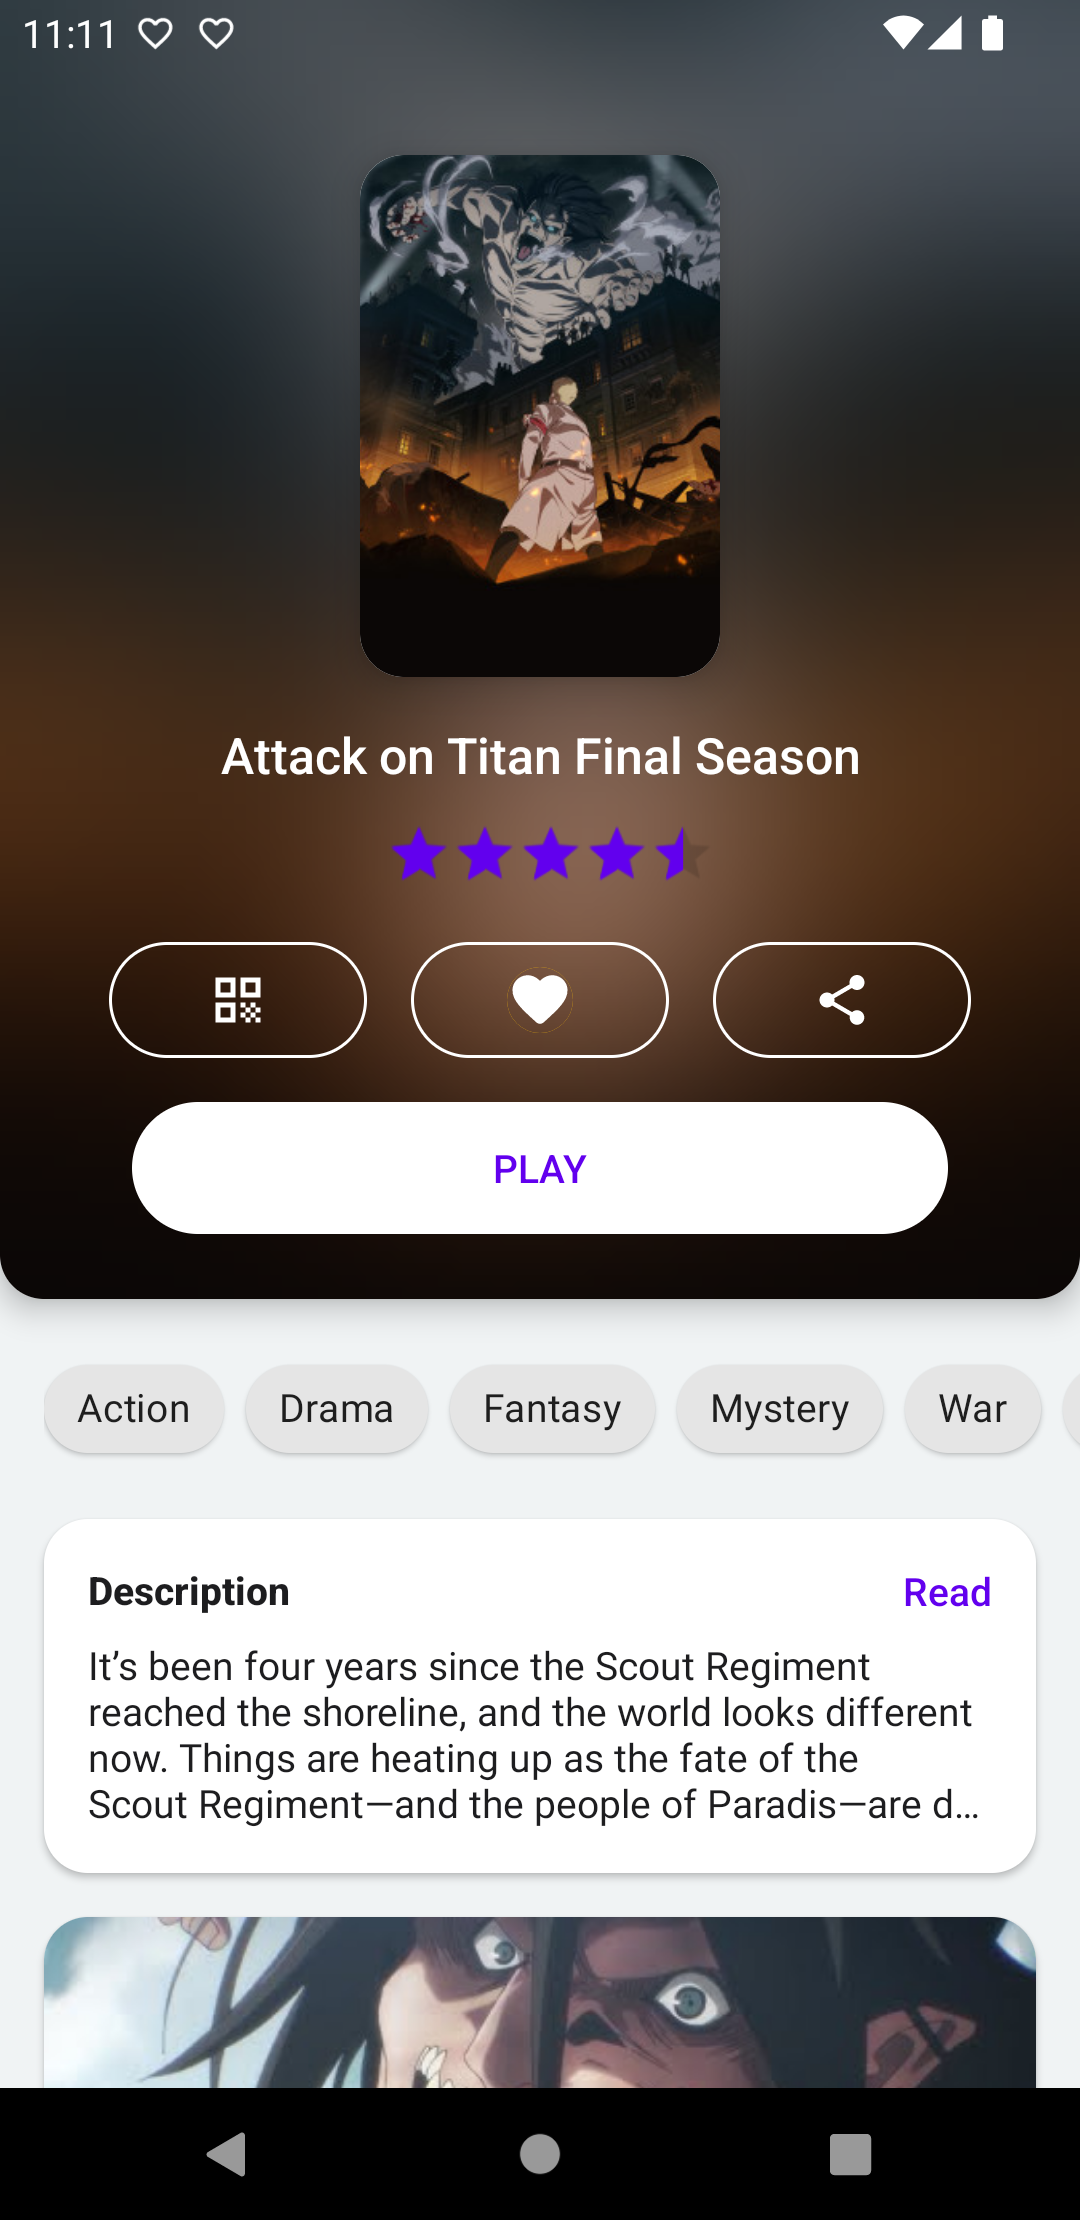 11:11
Attack on Titan Final Season
PLAY
Action Drama Fantasy Mystery War
Description Read
It’s been four years since the Scout Regiment
reached the shoreline, and the world looks different
now. Things are heating up as the fate of the
Scout Regiment—and the people of Paradis—are d…